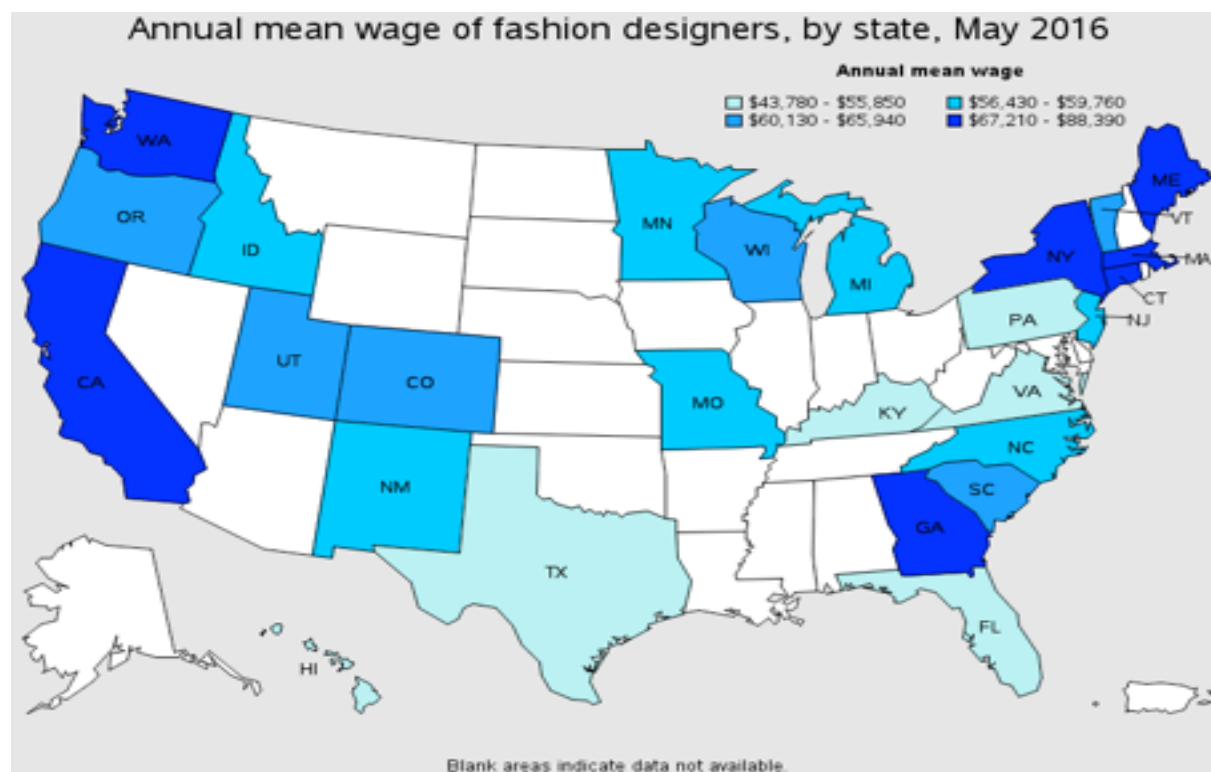 Annual mean wage of fashion designers, by state, May 2016
Annual mean wage
$43,780 - $55,850 $56,430 - $59,760
$60,130 - $65,940 $67,210 - $88,390
WA
ME
OR
VT
MN
ID
WI
NY
MA
MI
CT
PA
NJ
UT
CO
CA
VA
MO
KY
NC
NM
SC
GA
TX
FL
HI
Blank areas indicate data not available.